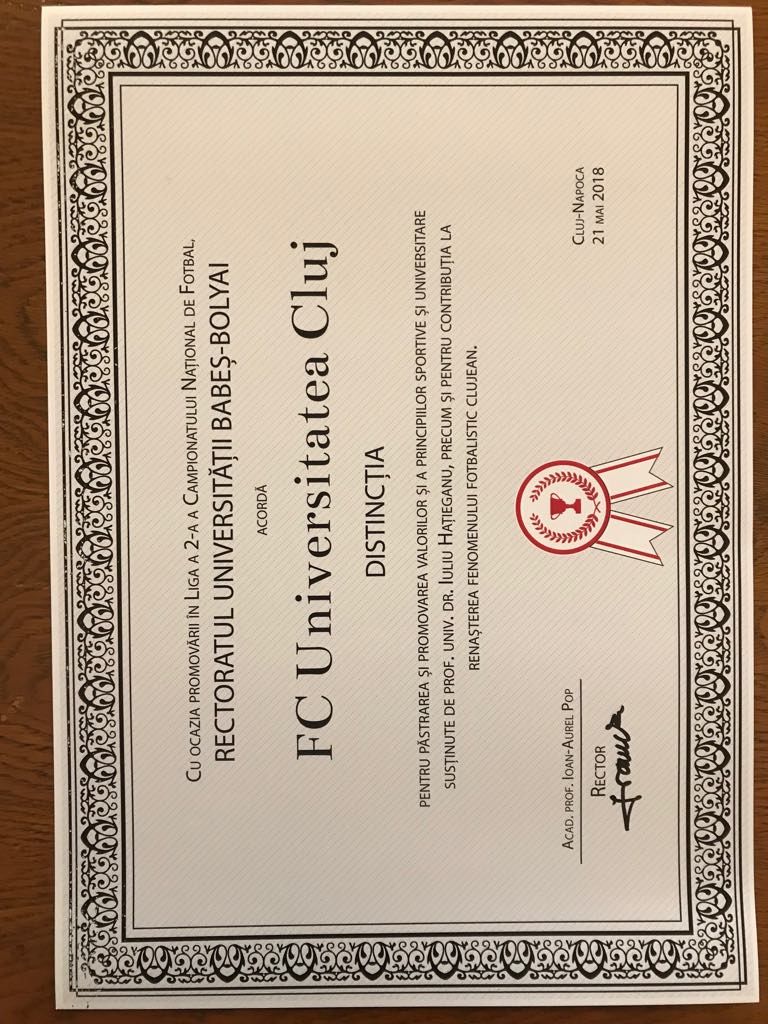 Cu ocazia promovării în Liga a 2-a a Campionatului Național de Fotbal,
RECTORATUL UNIVERSITĂȚII BABEȘ-BOLYAI
ACORDĂ
FC Universitatea Cluj
DISTINCȚIA
PENTRU PĂSTRAREA ȘI PROMOVAREA VALORILOR ȘI A PRINCIPIILOR SPORTIVE ȘI UNIVERSITARE
SUSȚINUTE DE PROF. UNIV. DR. IULIU HAȚIEGANU, PRECUM ȘI PENTRU CONTRIBUȚIA LA
RENAȘTEREA FENOMENULUI FOTBALISTIC CLUJEAN.
Acad. prof. Ioan-Aurel Pop
Rector
Cluj-Napoca
21 MAI 2018